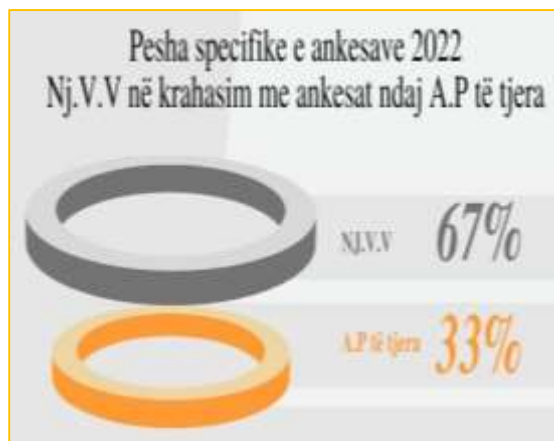 Pesha specifike e ankesave 2022
Nj.V.V në krahasim me ankesat ndaj A.P të tjera
NJ.V.V 67%
A.P të tjera 33%